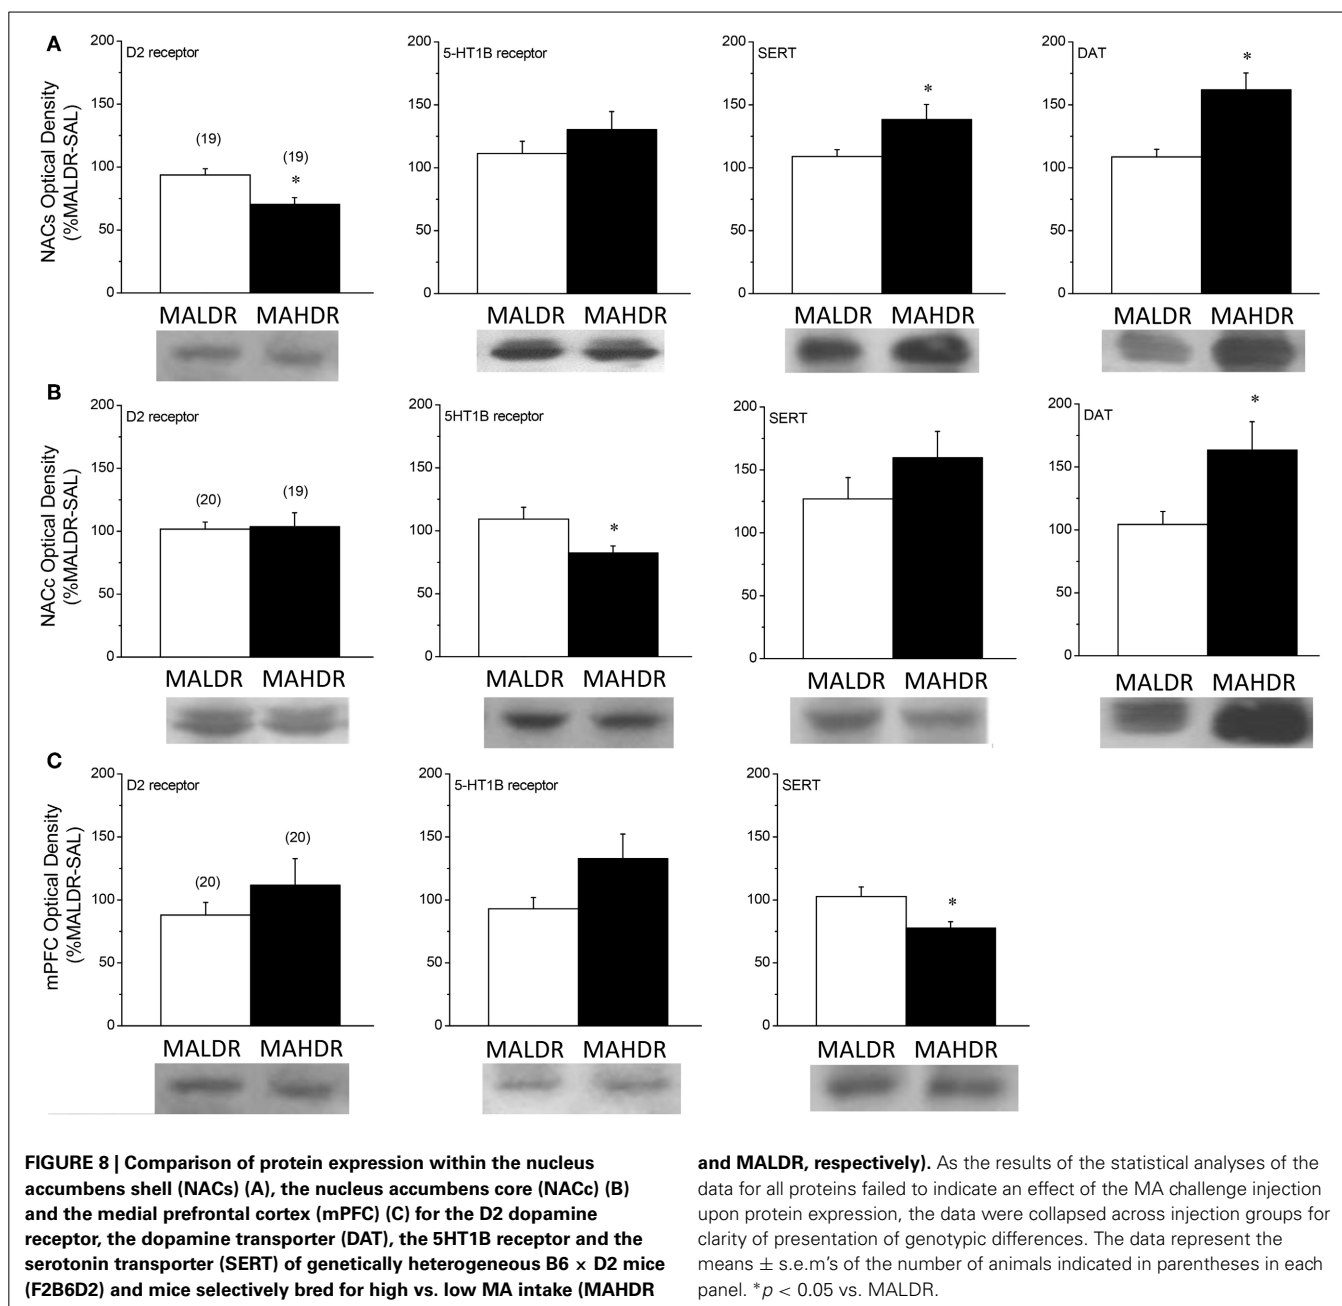 A
D2 receptor
5-HT1B receptor
SERT
DAT
NACs Optical Density
(%MALDR-SAL)
200
150
100
50
0
(19)
(19)
*
200
150
100
50
0
200
150
100
50
0
*
200
150
100
50
0
*
MALDR MAHDR
MALDR MAHDR
MALDR MAHDR
MALDR MAHDR
B
D2 receptor
5HT1B receptor
SERT
DAT
NACc Optical Density
(%MALDR-SAL)
200
150
100
50
0
(20)
(19)
200
150
100
50
0
*
200
150
100
50
0
200
150
100
50
0
*
MALDR MAHDR
MALDR MAHDR
MALDR MAHDR
MALDR MAHDR
C
D2 receptor
5-HT1B receptor
SERT
mPFC Optical Density
(%MALDR-SAL)
200
150
100
50
0
(20)
(20)
200
150
100
50
0
200
150
100
50
0
*
MALDR MAHDR
MALDR MAHDR
MALDR MAHDR
FIGURE 8 | Comparison of protein expression within the nucleus
accumbens shell (NACs) (A), the nucleus accumbens core (NACc) (B)
and the medial prefrontal cortex (mPFC) (C) for the D2 dopamine
receptor, the dopamine transporter (DAT), the 5HT1B receptor and the
serotonin transporter (SERT) of genetically heterogeneous B6 × D2 mice
(F2B6D2) and mice selectively bred for high vs. low MA intake (MAHDR
and MALDR, respectively). As the results of the statistical analyses of the
data for all proteins failed to indicate an effect of the MA challenge injection
upon protein expression, the data were collapsed across injection groups for
clarity of presentation of genotypic differences. The data represent the
means ± s.e.m's of the number of animals indicated in parentheses in each
panel. *p < 0.05 vs. MALDR.